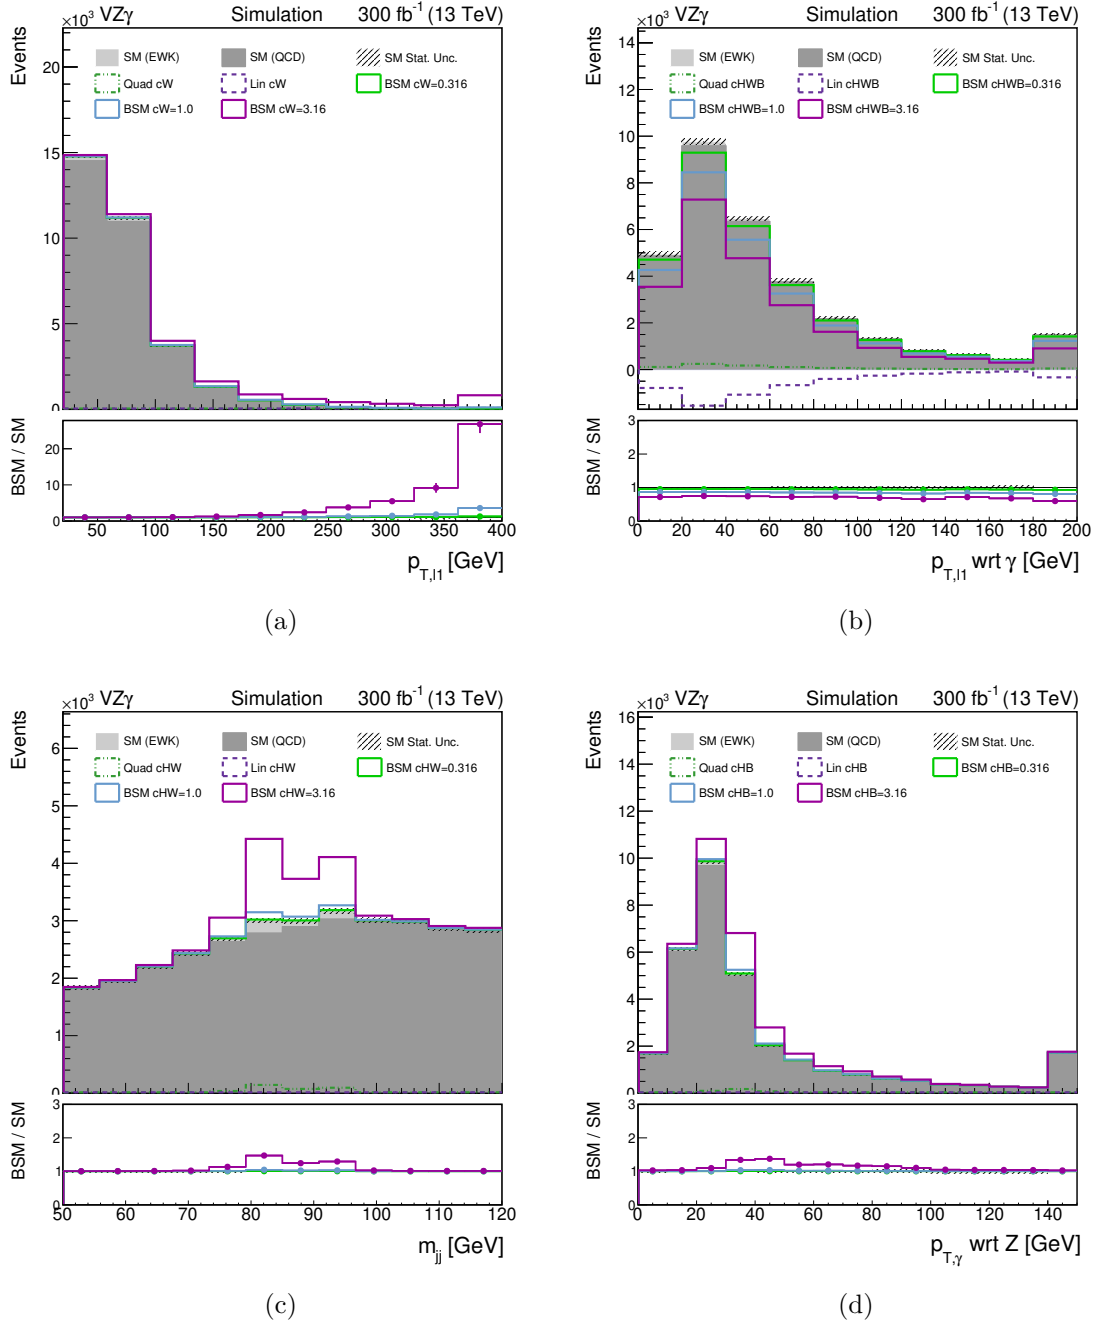 ×10³ VZγ Simulation 300 fb⁻¹ (13 TeV)
Events
SM (EWK) SM (QCD) SM Stat. Unc.
Quad cW Lin cW BSM cW=0.316
BSM cW=1.0 BSM cW=3.16
20
15
10
5
0
BSM / SM
20
10
0
50 100 150 200 250 300 350 400
p_T,l1 [GeV]
(a)
×10³ VZγ Simulation 300 fb⁻¹ (13 TeV)
Events
SM (EWK) SM (QCD) SM Stat. Unc.
Quad cHWB Lin cHWB BSM cHWB=0.316
BSM cHWB=1.0 BSM cHWB=3.16
14
12
10
8
6
4
2
0
BSM / SM
3
2
1
0
0 20 40 60 80 100 120 140 160 180 200
p_T,l1 wrt γ [GeV]
(b)
×10³ VZγ Simulation 300 fb⁻¹ (13 TeV)
Events
SM (EWK) SM (QCD) SM Stat. Unc.
Quad cHW Lin cHW BSM cHW=0.316
BSM cHW=1.0 BSM cHW=3.16
6
5
4
3
2
1
0
BSM / SM
3
2
1
0
50 60 70 80 90 100 110 120
m_jj [GeV]
(c)
×10³ VZγ Simulation 300 fb⁻¹ (13 TeV)
Events
SM (EWK) SM (QCD) SM Stat. Unc.
Quad cHB Lin cHB BSM cHB=0.316
BSM cHB=1.0 BSM cHB=3.16
16
14
12
10
8
6
4
2
0
BSM / SM
3
2
1
0
0 20 40 60 80 100 120 140
p_T,γ wrt Z [GeV]
(d)